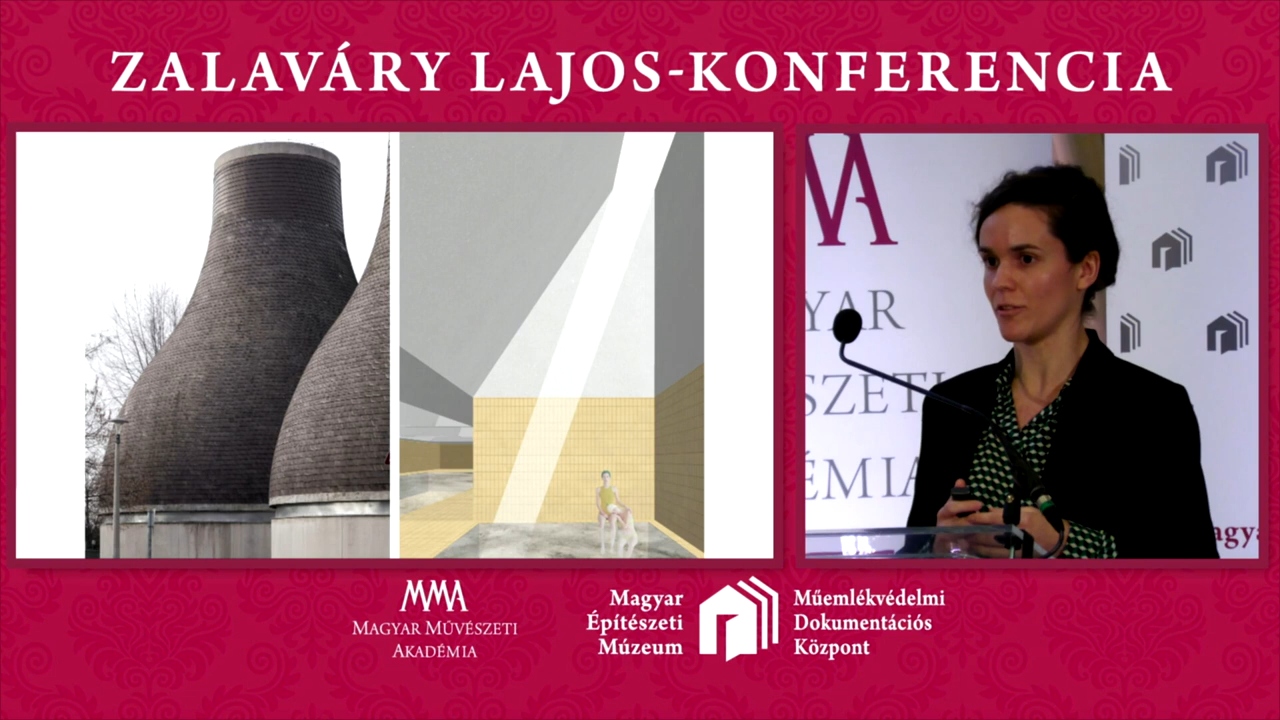 ZALAVÁRY LAJOS-KONFERENCIA
MA
YAR
SZETI
ÉMIA
agya
MMA
MAGYAR MŰVÉSZETI
AKADÉMIA
Magyar
Építészeti
Múzeum
Műemlékvédelmi
Dokumentációs
Központ